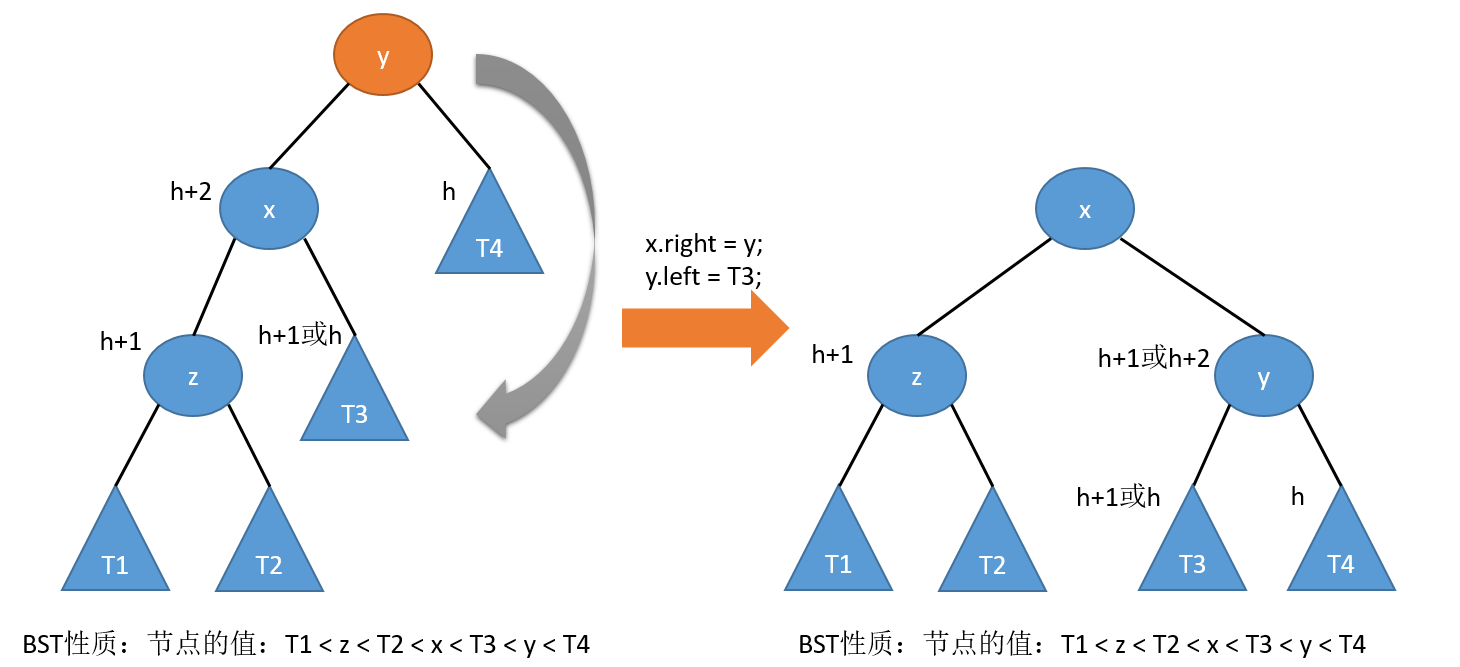 y
h+2
x
h
T4
x.right = y;
y.left = T3;
x
h+1
z
h+1或h
T3
h+1
z
h+1或h+2
y
T1
T2
T1
T2
h+1或h
T3
h
T4
BST性质：节点的值：T1 < z < T2 < x < T3 < y < T4
BST性质：节点的值：T1 < z < T2 < x < T3 < y < T4